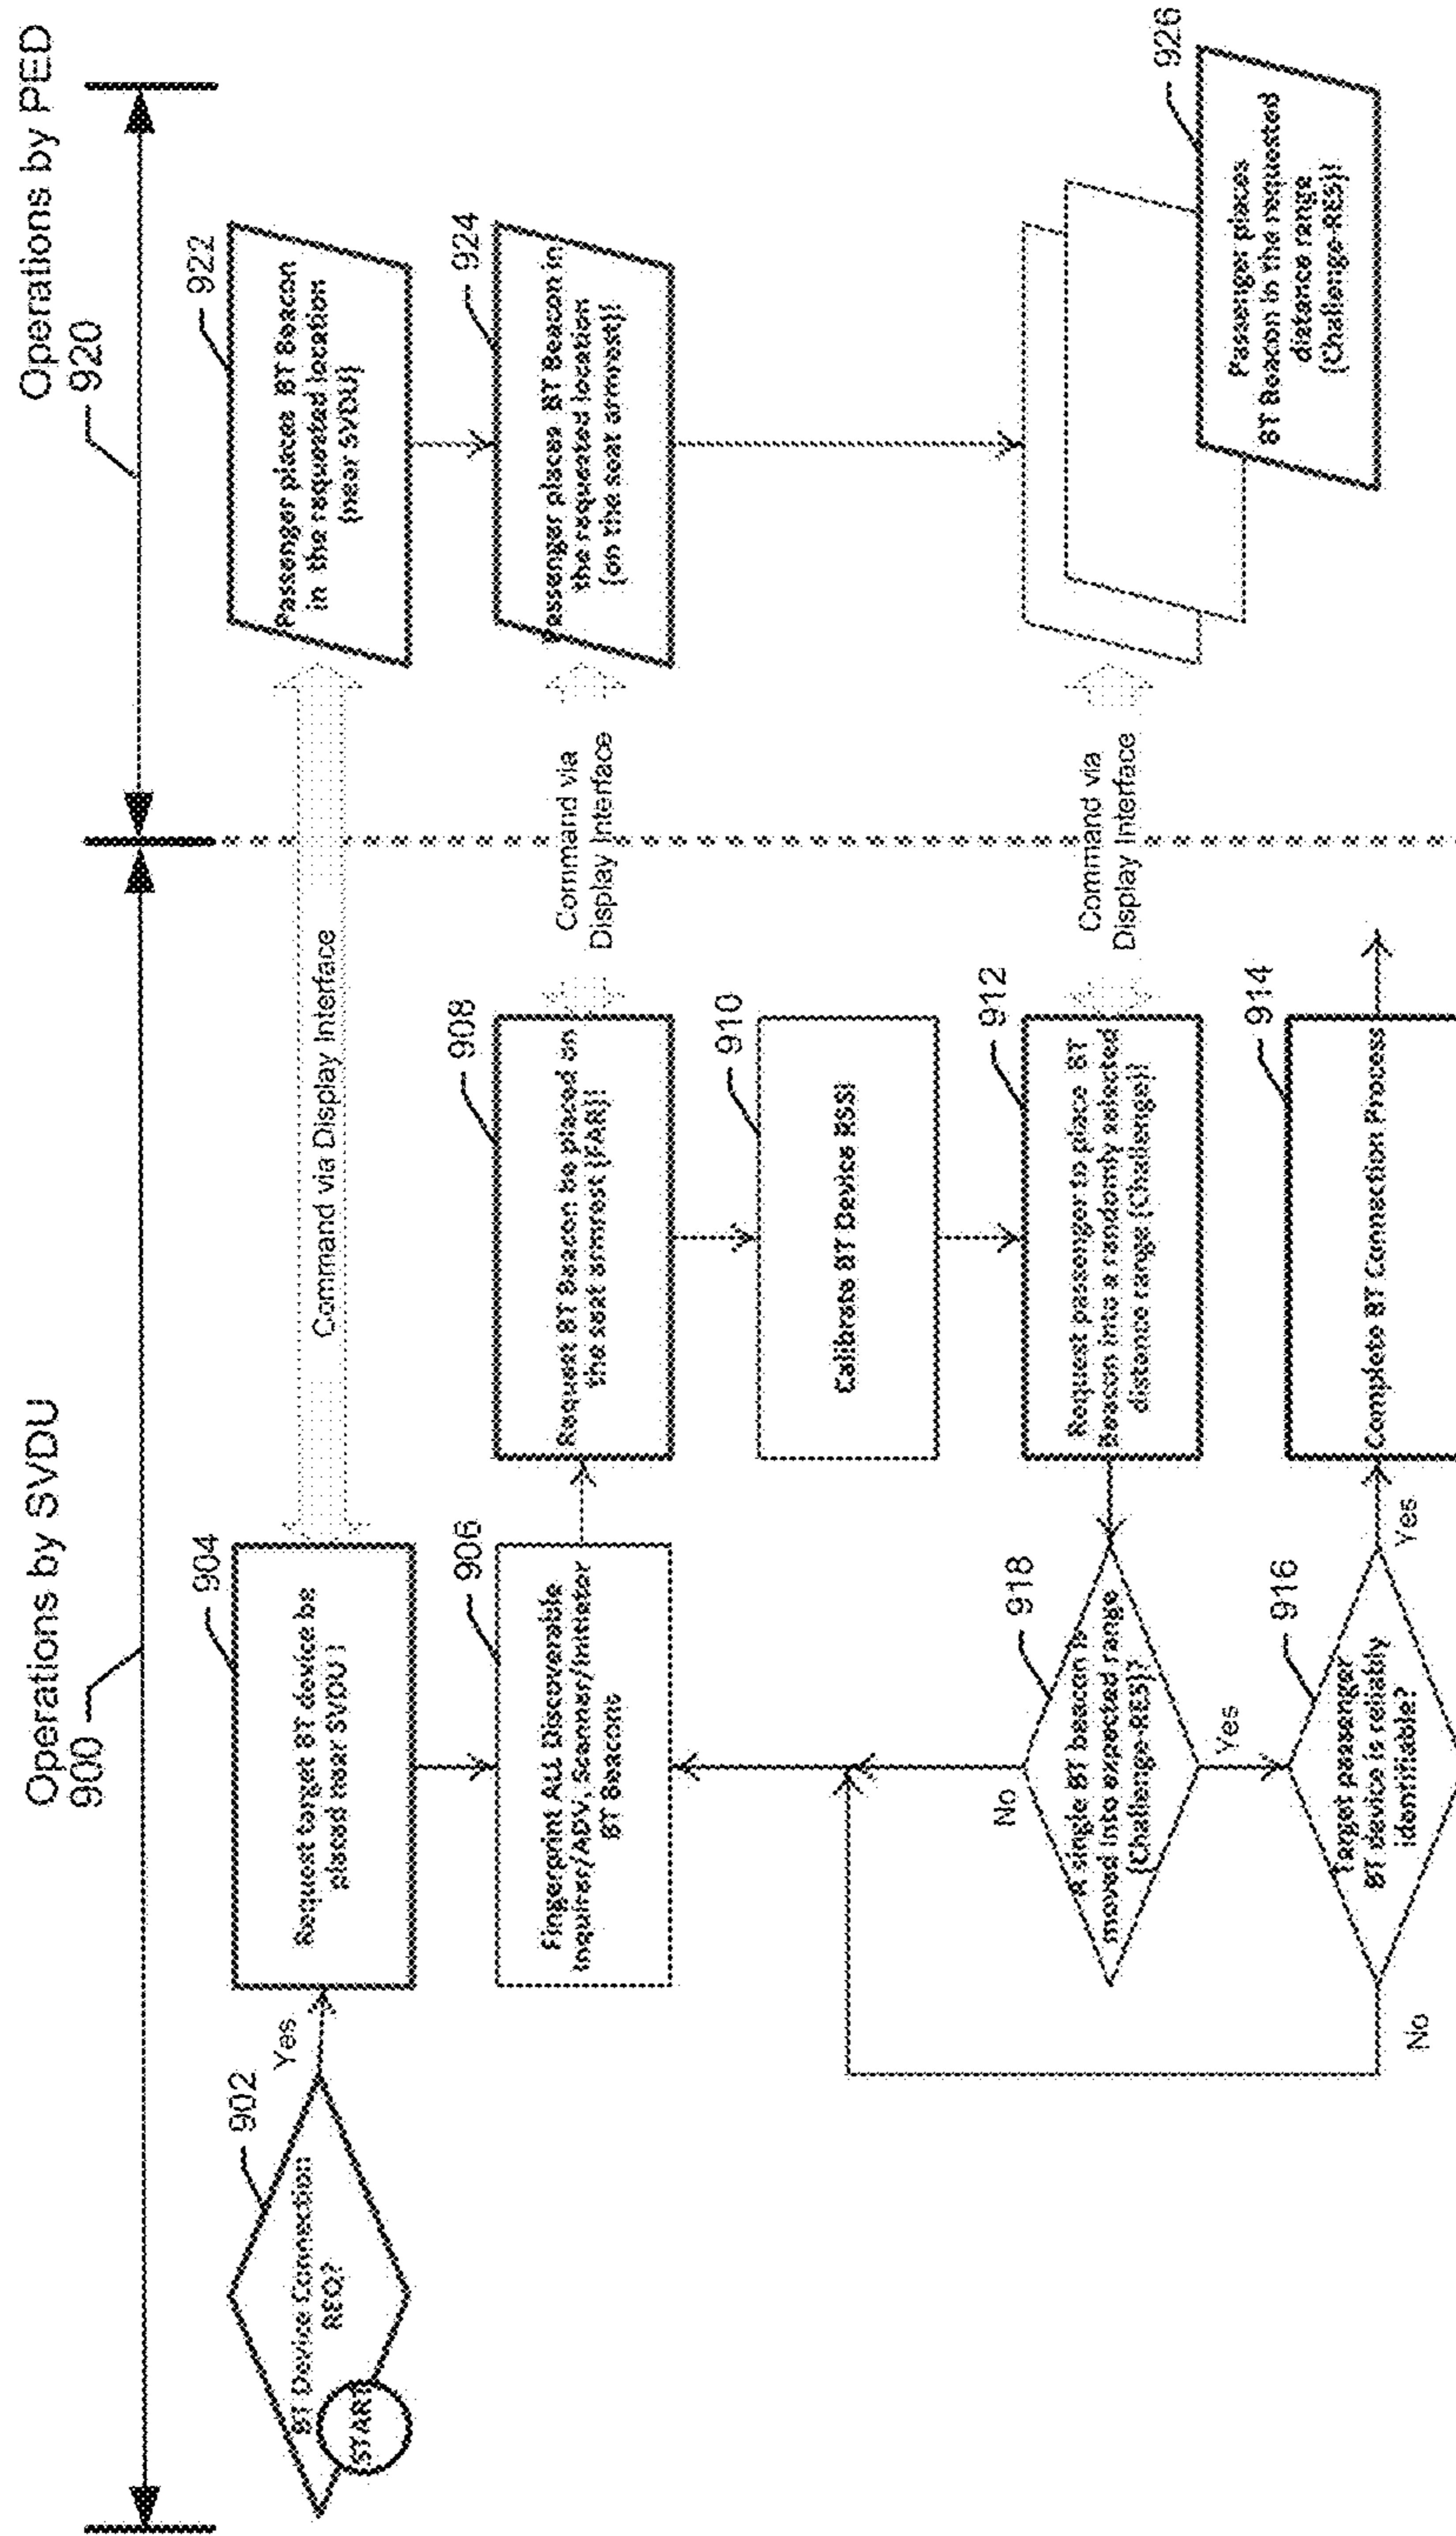 Operations by SVDU
900
Operations by PED
920
902
BT Device Connection
REQ?
START
Yes
904
Request target BT device be
placed near SVDU
Command via Display Interface
922
Passenger places BT Beacon
in the requested location
(near SVDU)
906
Fingerprint ALL Discoverable
Inquirer/ADV, Scanner/Initiator
BT Beacons
908
Request BT Beacon be placed on
the seat armrest (FAR)
Command via
Display Interface
924
Passenger places BT Beacon in
the requested location
(on the seat armrest)
910
Calibrate BT Device RSSI
912
Request passenger to place BT
Beacon into a randomly selected
distance range (Challenge)
Command via
Display Interface
918
A single BT beacon is
moved into expected range
(Challenge-RES)?
No
Yes
926
Passenger places
BT Beacon in the requested
distance range
(Challenge-RES)
916
Target passenger
BT device is reliably
identifiable?
Yes
No
914
Complete BT Connection Process